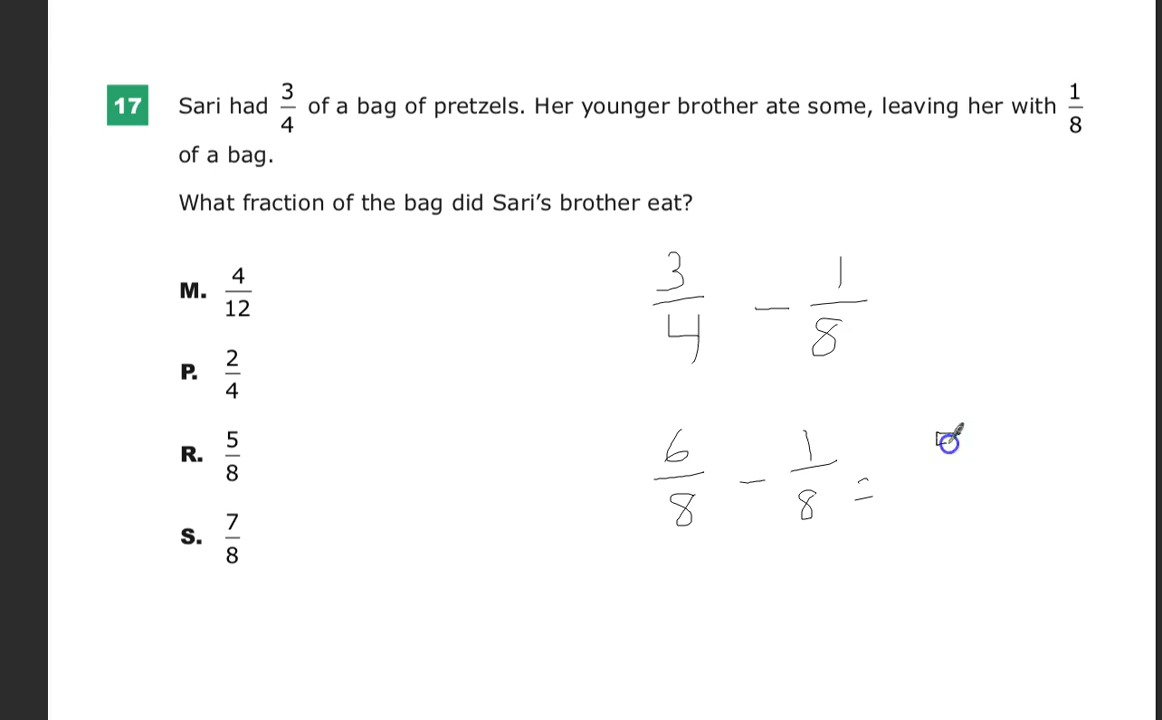 17 Sari had 3/4 of a bag of pretzels. Her younger brother ate some, leaving her with 1/8
of a bag.
What fraction of the bag did Sari's brother eat?
M. 4/12
P. 2/4
R. 5/8
S. 7/8
3/4 - 1/8
6/8 - 1/8 =